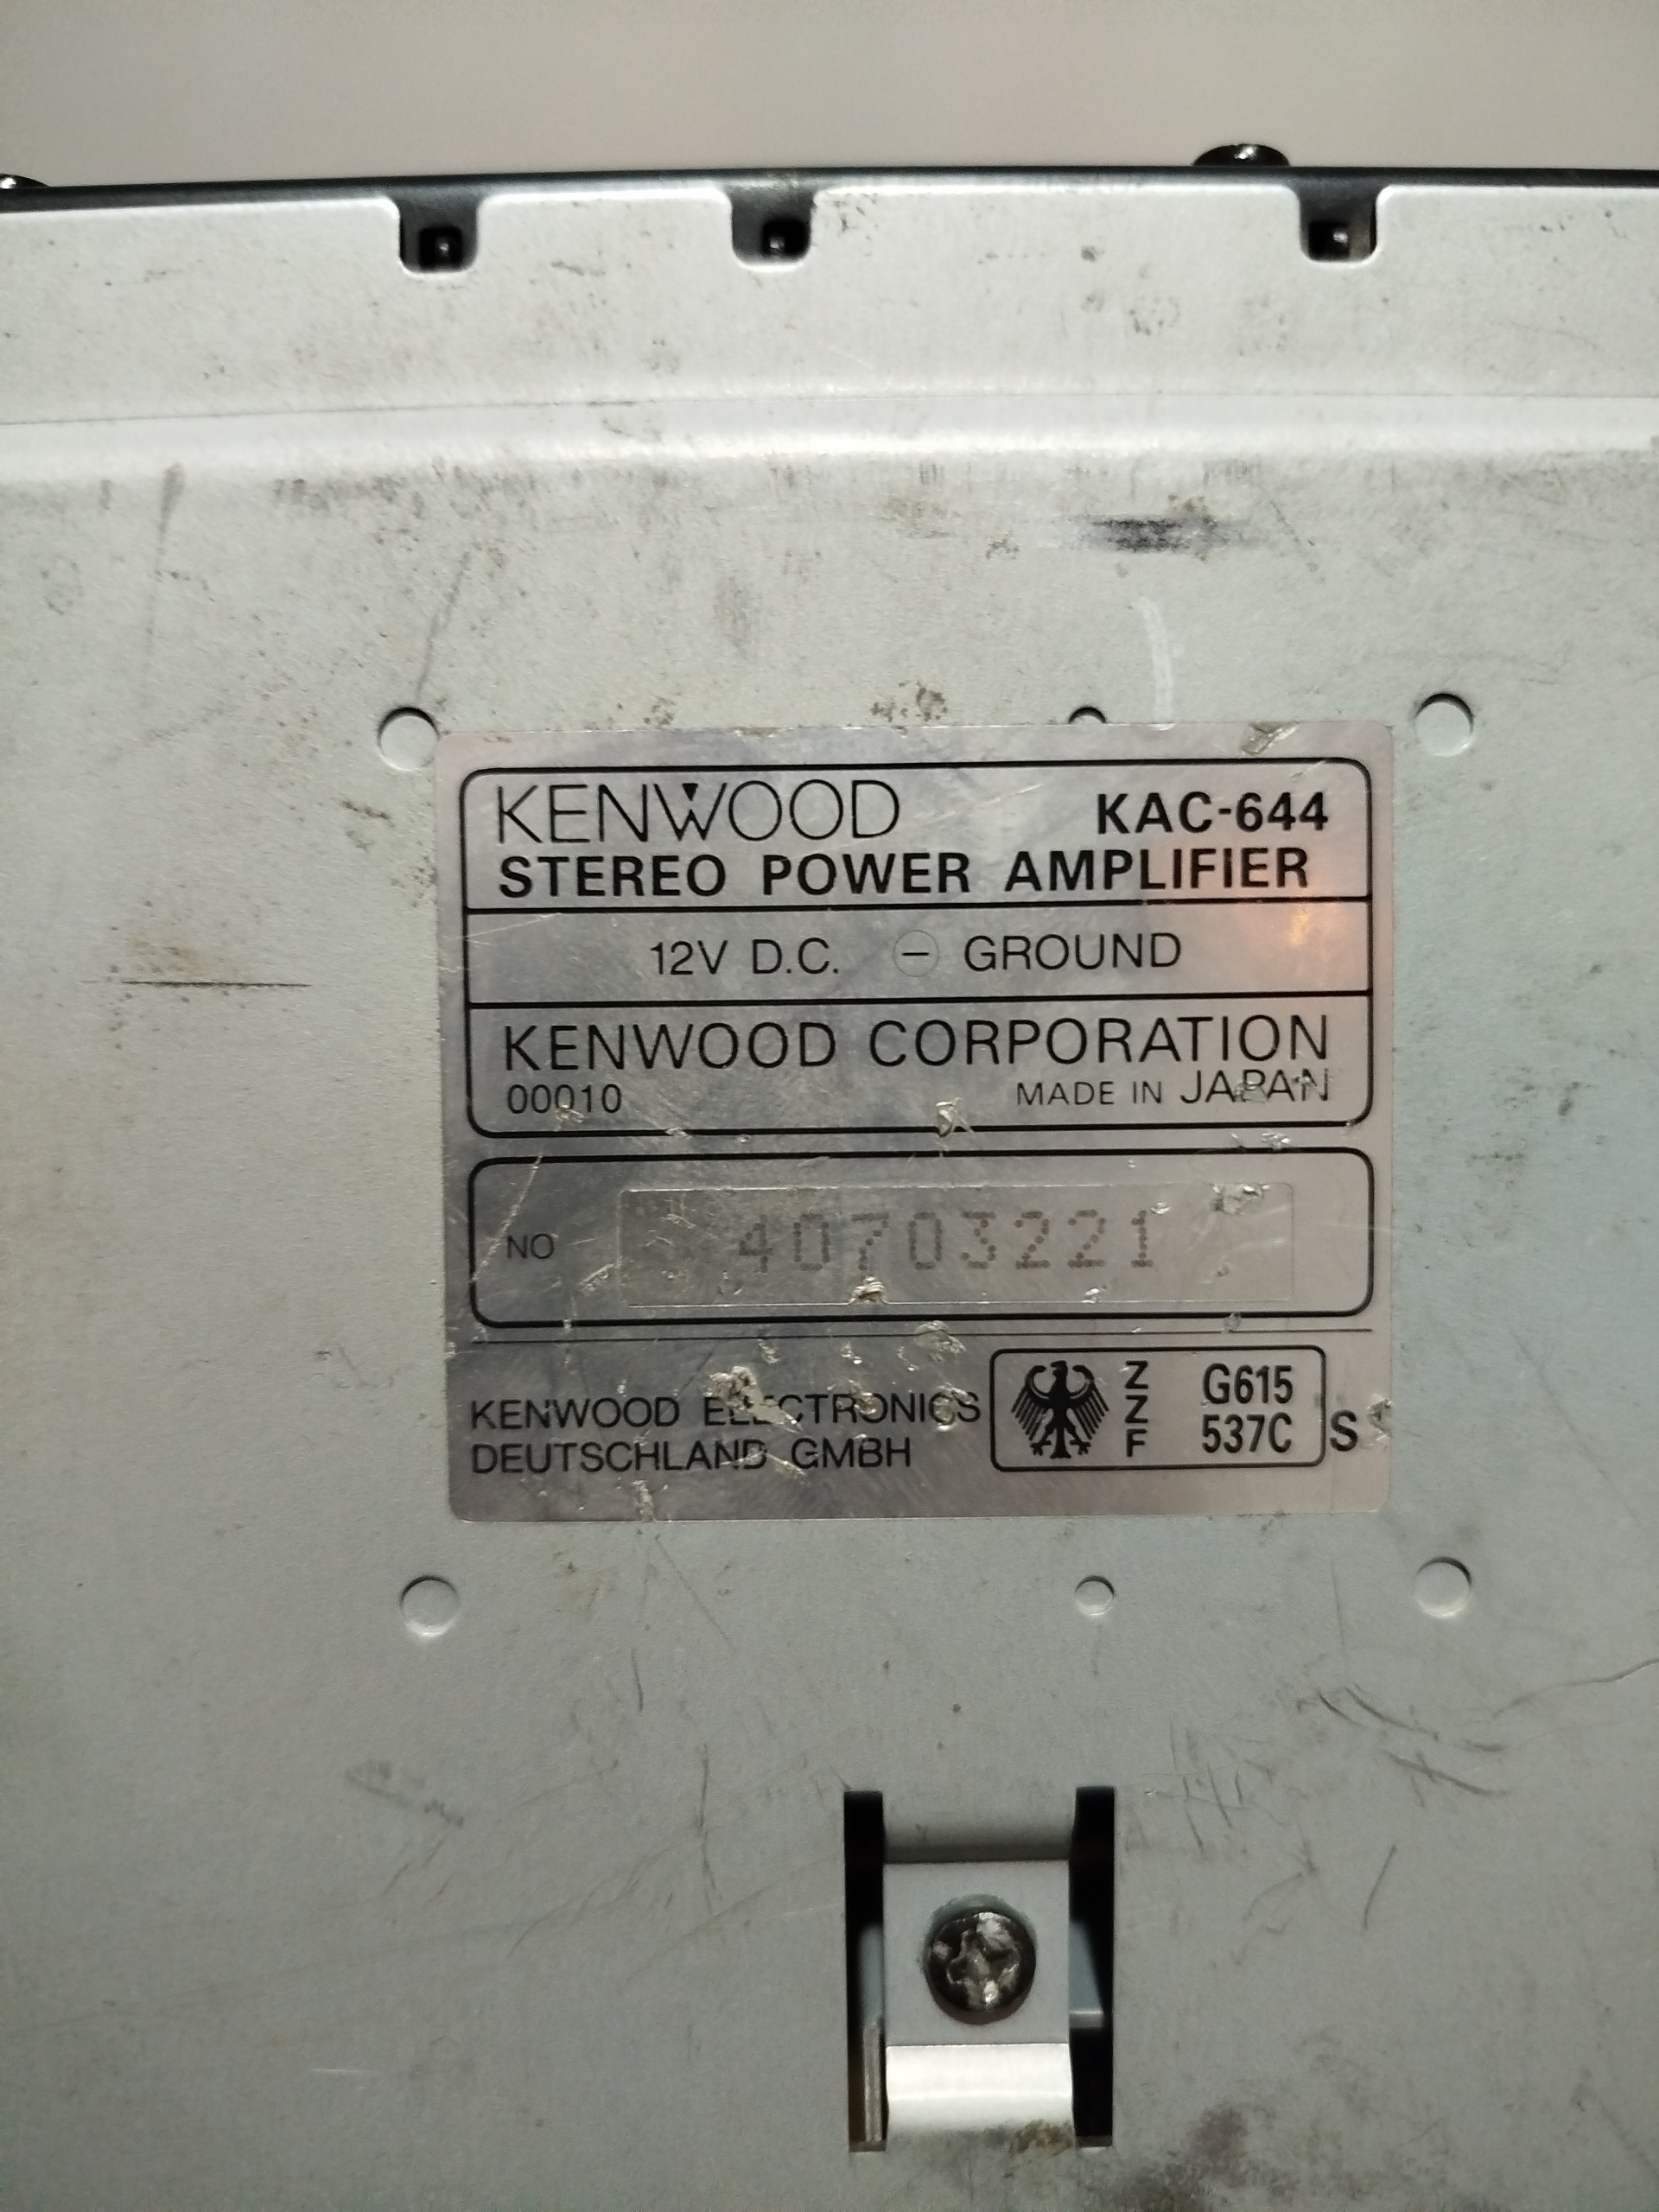 KENWOOD KAC-644
STEREO POWER AMPLIFIER
12V D.C. ⊖ GROUND
KENWOOD CORPORATION
00010 MADE IN JAPAN
NO 40703221
KENWOOD ELECTRONICS
DEUTSCHLAND GMBH
Z
Z
F
G615
537C
S